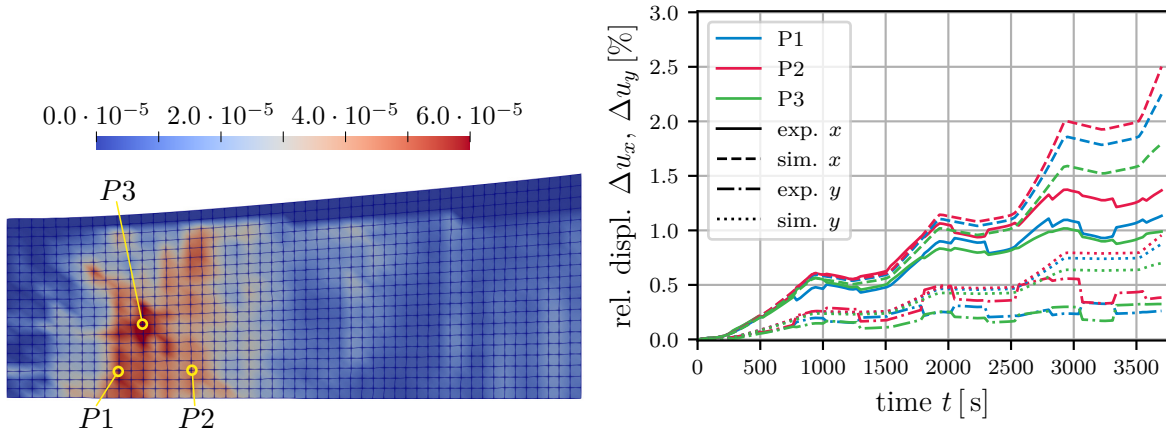 0.0 · 10⁻⁵ 2.0 · 10⁻⁵ 4.0 · 10⁻⁵ 6.0 · 10⁻⁵
P3
P1 P2
rel. displ. Δuₓ, Δu_y [%]
3.0
2.5
2.0
1.5
1.0
0.5
0.0
P1
P2
P3
exp. x
sim. x
exp. y
sim. y
0 500 1000 1500 2000 2500 3000 3500
time t [s]